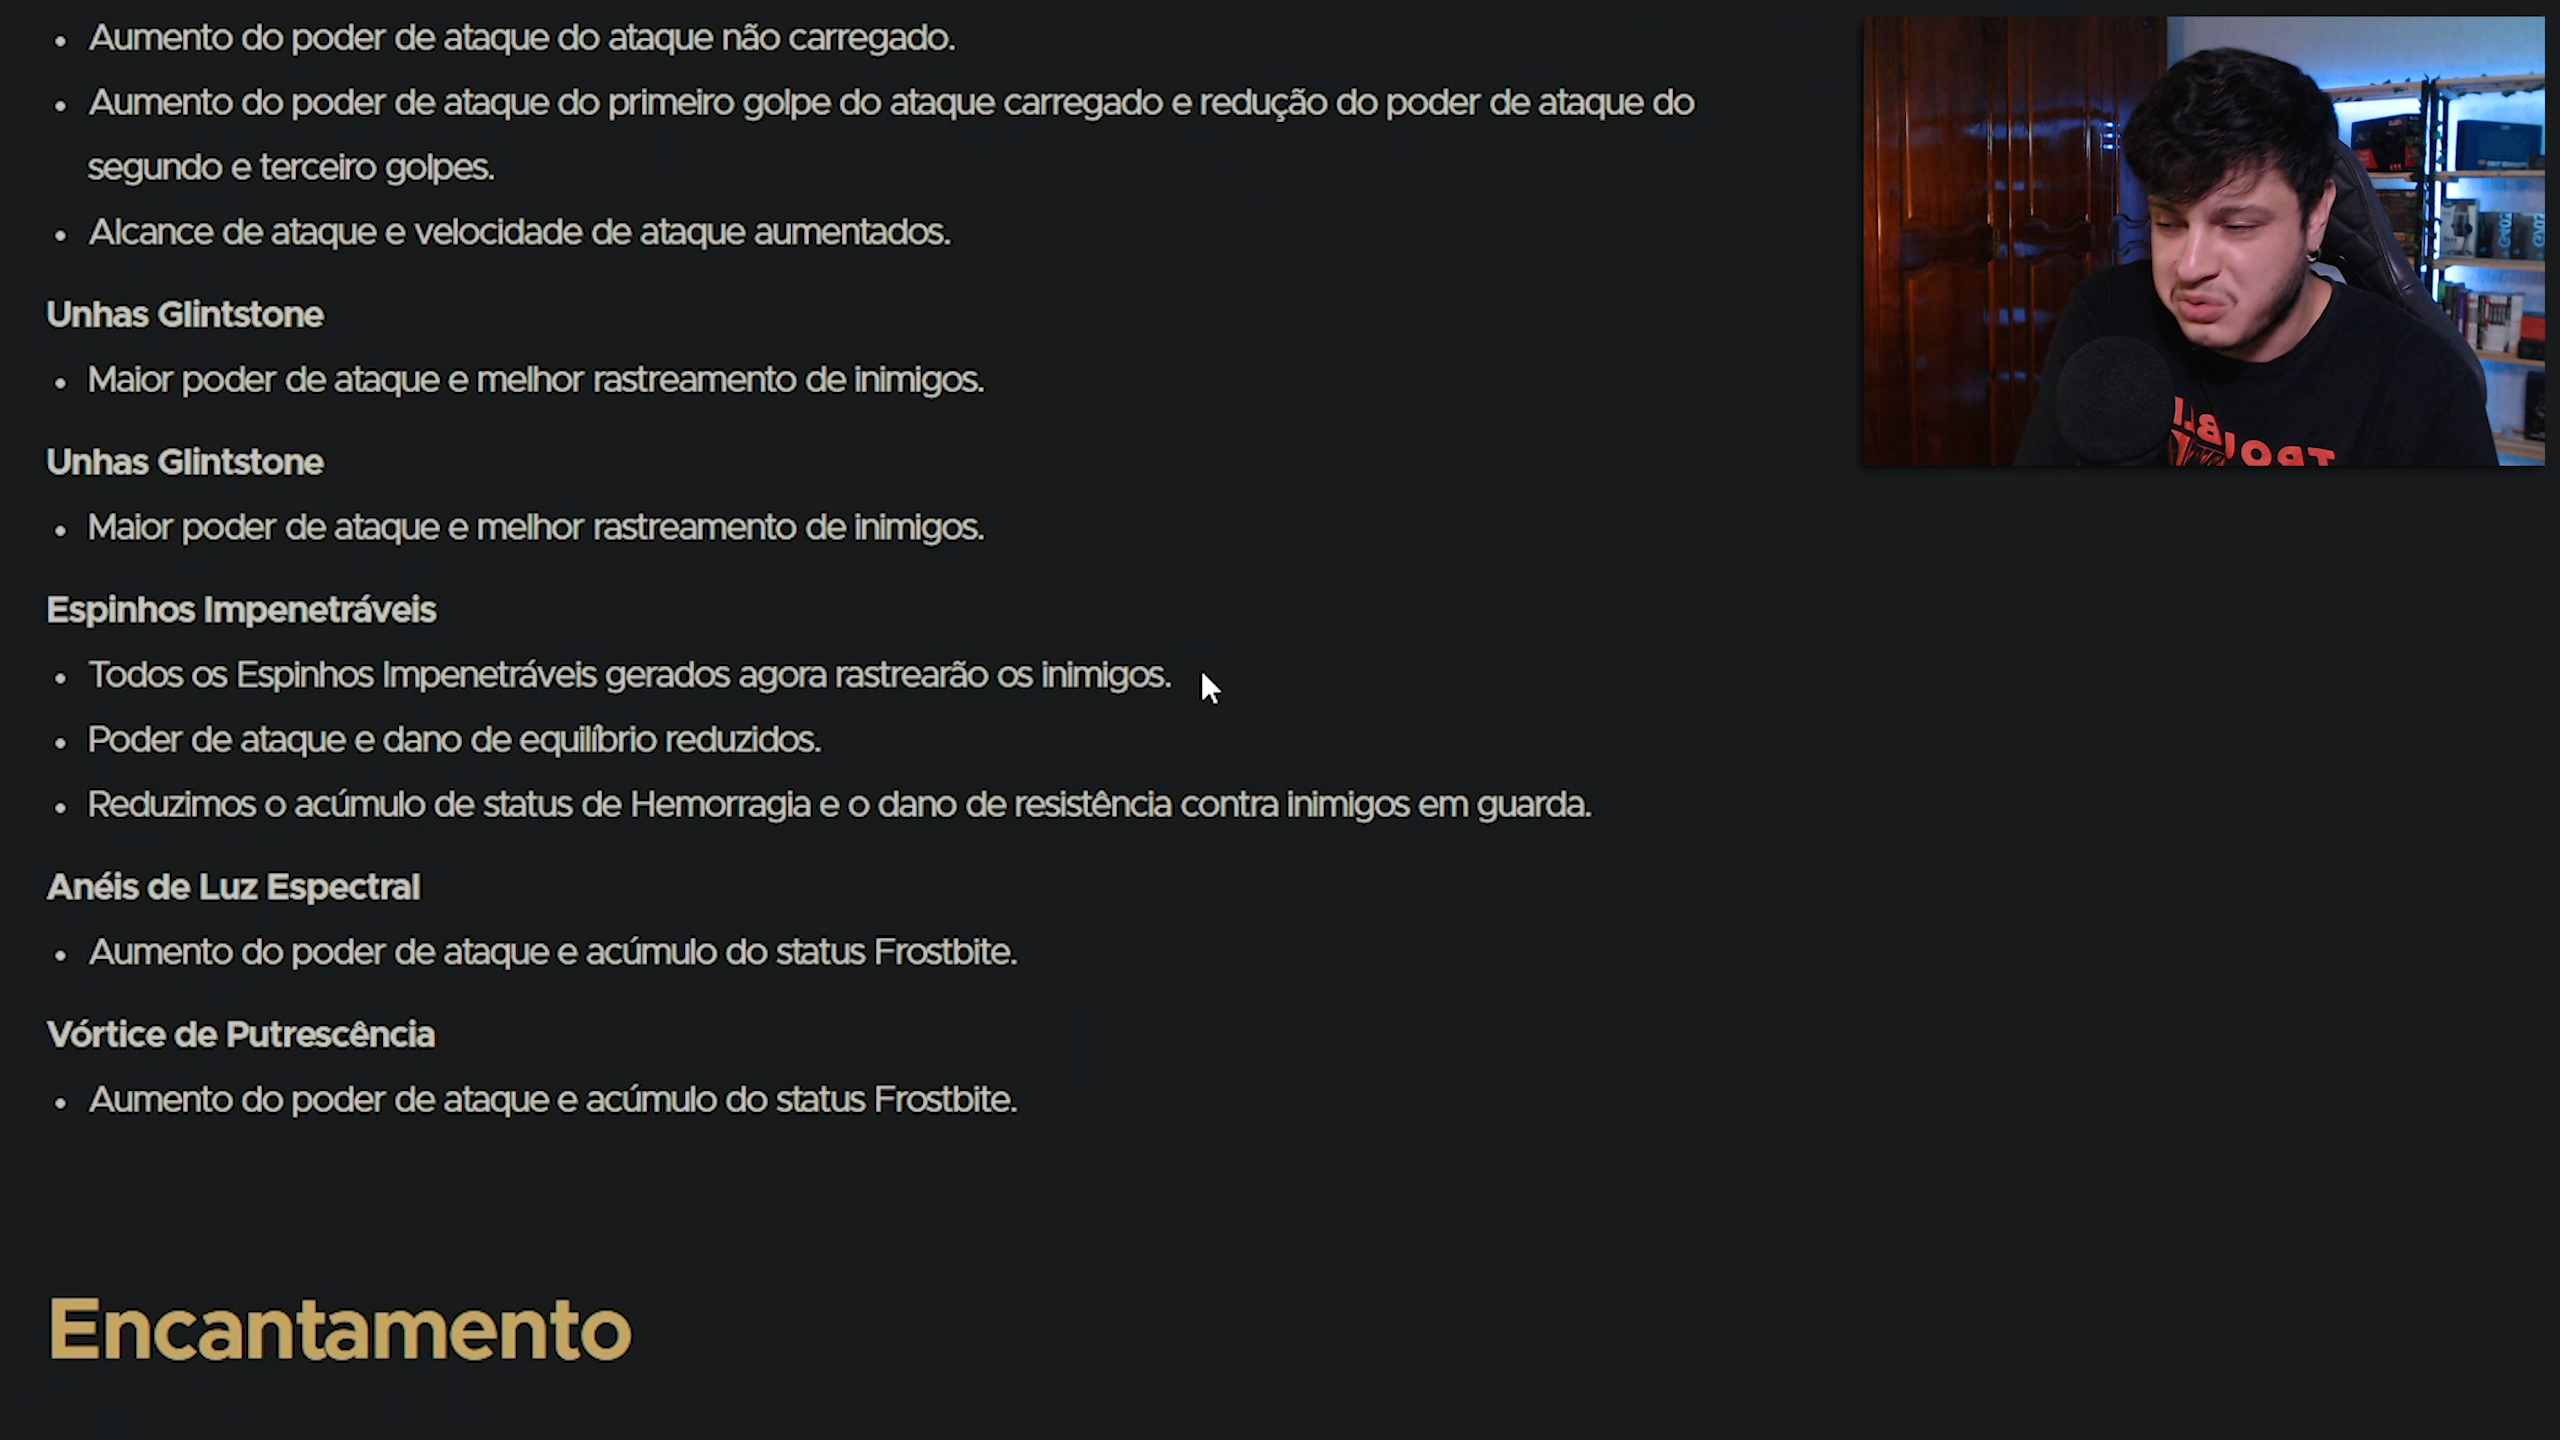 Aumento do poder de ataque do ataque não carregado.
Aumento do poder de ataque do primeiro golpe do ataque carregado e redução do poder de ataque do
segundo e terceiro golpes.
Alcance de ataque e velocidade de ataque aumentados.
Unhas Glintstone
Maior poder de ataque e melhor rastreamento de inimigos.
Unhas Glintstone
Maior poder de ataque e melhor rastreamento de inimigos.
Espinhos Impenetráveis
Todos os Espinhos Impenetráveis gerados agora rastrearão os inimigos.
Poder de ataque e dano de equilíbrio reduzidos.
Reduzimos o acúmulo de status de Hemorragia e o dano de resistência contra inimigos em guarda.
Anéis de Luz Espectral
Aumento do poder de ataque e acúmulo do status Frostbite.
Vórtice de Putrescência
Aumento do poder de ataque e acúmulo do status Frostbite.
Encantamento